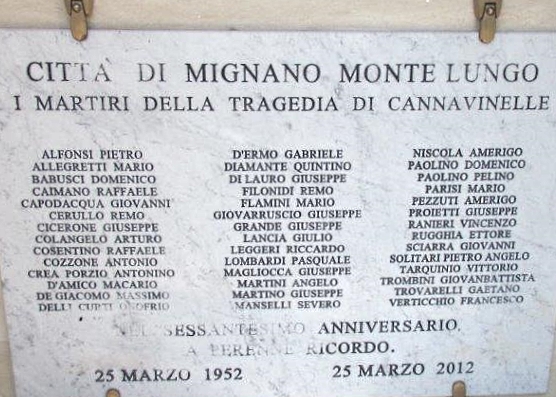 CITTÀ DI MIGNANO MONTE LUNGO
I MARTIRI DELLA TRAGEDIA DI CANNAVINELLE
ALFONSI PIETRO
ALLEGRETTI MARIO
BABUSCI DOMENICO
CAIMANO RAFFAELE
CAPODACQUA GIOVANNI
CERULLO REMO
CICERONE GIUSEPPE
COLANGELO ARTURO
COSENTINO RAFFAELE
COZZONE ANTONIO
CREA PORZIO ANTONINO
D'AMICO MACARIO
DE GIACOMO MASSIMO
DELLI CURTI ONOFRIO
D'ERMO GABRIELE
DIAMANTE QUINTINO
DI LAURO GIUSEPPE
FILONIDI REMO
FLAMINI MARIO
GIOVARRUSCIO GIUSEPPE
GRANDE GIUSEPPE
LANCIA GIULIO
LEGGERI RICCARDO
LOMBARDI PASQUALE
MAGLIOCCA GIUSEPPE
MARTINI ANGELO
MARTINO GIUSEPPE
MANSELLI SEVERO
NISCOLA AMERIGO
PAOLINO DOMENICO
PAOLINO PELINO
PARISI MARIO
PEZZUTI AMERIGO
PROIETTI GIUSEPPE
RANIERI VINCENZO
RUGGHIA ETTORE
SCIARRA GIOVANNI
SOLITARI PIETRO ANGELO
TARQUINIO VITTORIO
TROMBINI GIOVANBATTISTA
TROVARELLI GAETANO
VERTICCHIO FRANCESCO
NEL SESSANTESIMO ANNIVERSARIO.
A PERENNE RICORDO.
25 MARZO 1952 25 MARZO 2012